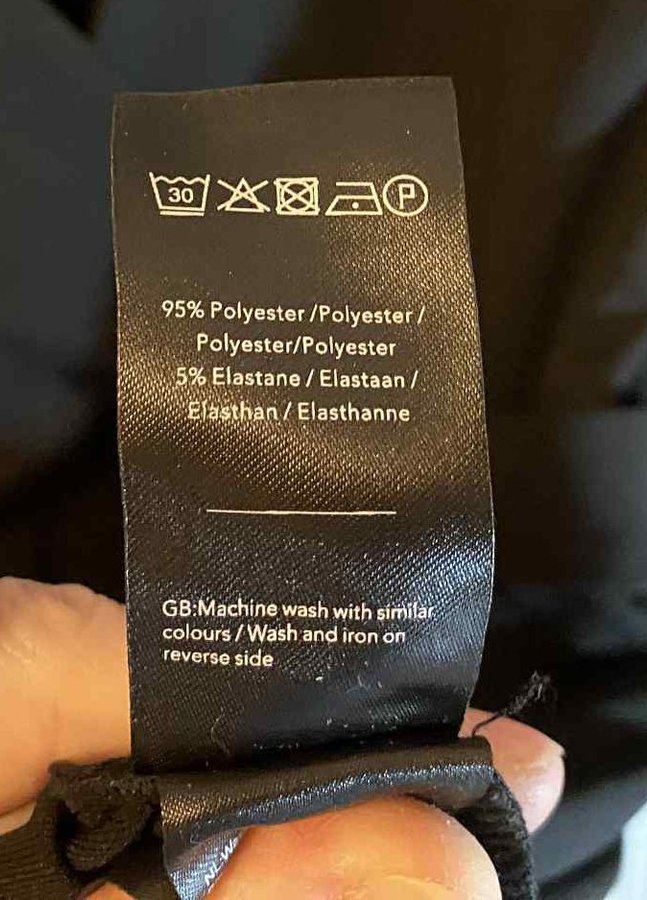 30 P
95% Polyester /Polyester /
Polyester/Polyester
5% Elastane / Elastaan /
Elasthan / Elasthanne
GB:Machine wash with similar
colours / Wash and iron on
reverse side